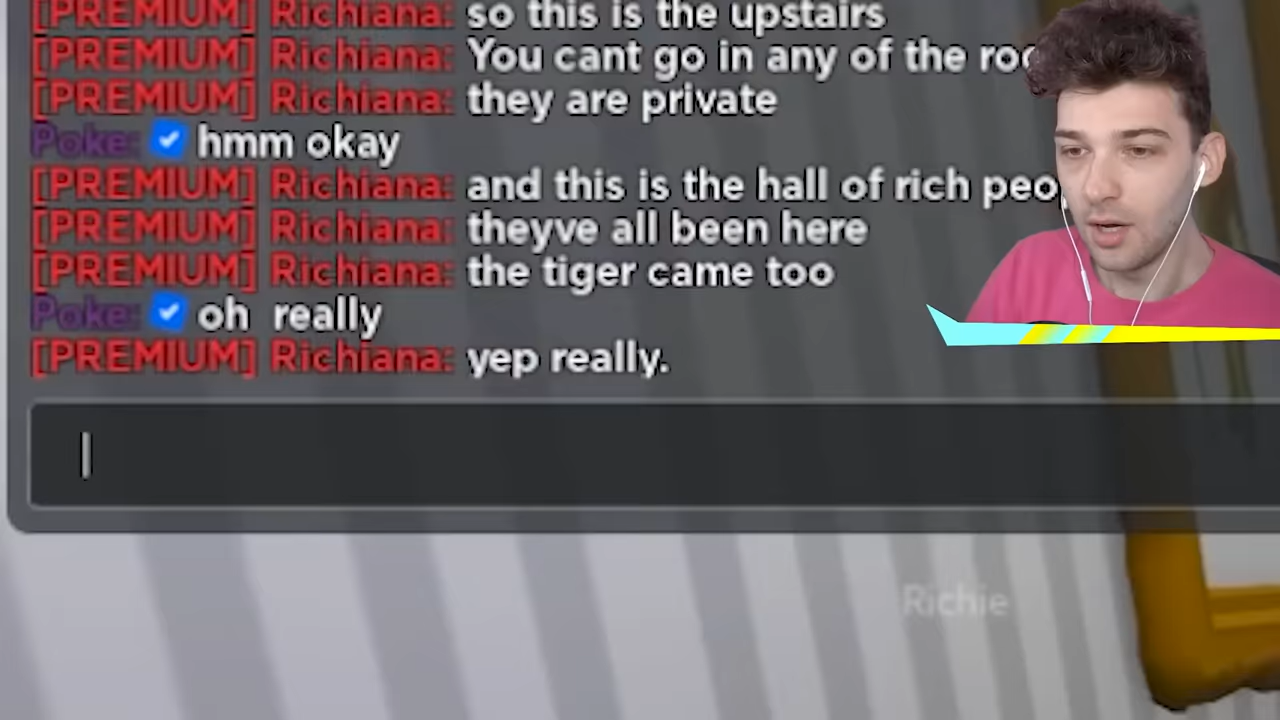 [PREMIUM] Richiana: so this is the upstairs
[PREMIUM] Richiana: You cant go in any of the
[PREMIUM] Richiana: they are private
Poke: hmm okay
[PREMIUM] Richiana: and this is the hall of rich
[PREMIUM] Richiana: theyve all been here
[PREMIUM] Richiana: the tiger came too
Poke: oh  really
[PREMIUM] Richiana: yep really.
Richie